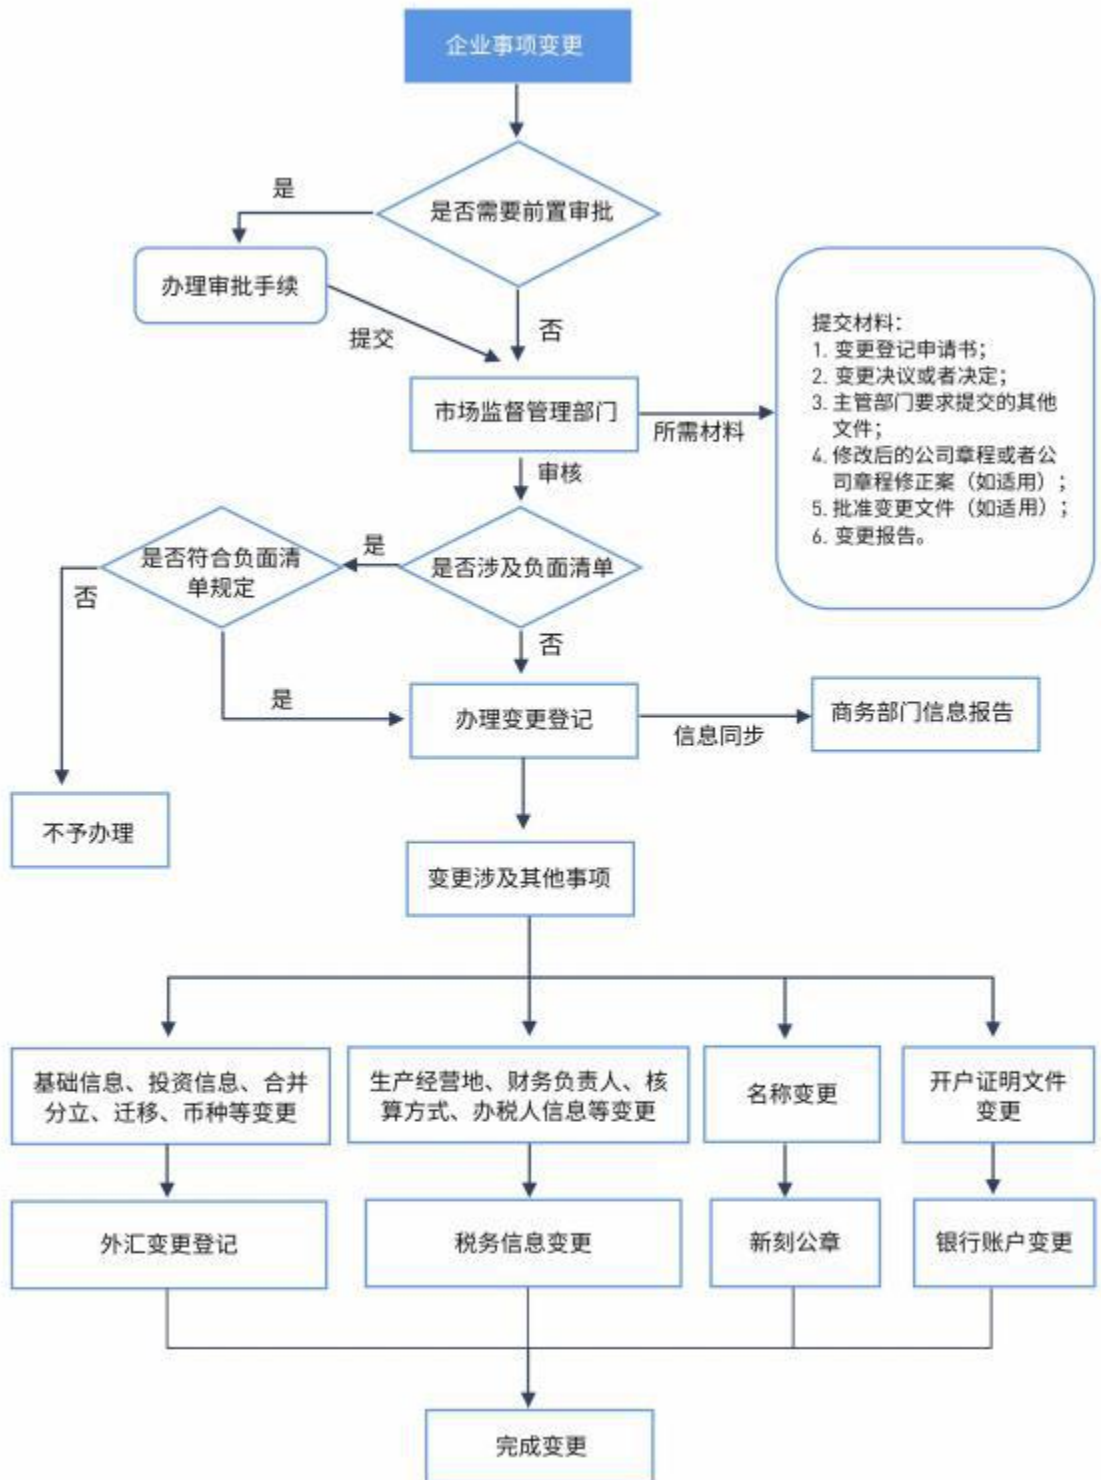 企业事项变更
是
是否需要前置审批
办理审批手续
提交
否
市场监督管理部门
所需材料
提交材料：
1. 变更登记申请书；
2. 变更决议或者决定；
3. 主管部门要求提交的其他
文件；
4. 修改后的公司章程或者公
司章程修正案（如适用）；
5. 批准变更文件（如适用）；
6. 变更报告。
审核
是否符合负面清
单规定
是
是否涉及负面清单
否
否
是
办理变更登记
信息同步
商务部门信息报告
不予办理
变更涉及其他事项
基础信息、投资信息、合并
分立、迁移、币种等变更
生产经营地、财务负责人、核
算方式、办税人信息等变更
名称变更
开户证明文件
变更
外汇变更登记
税务信息变更
新刻公章
银行账户变更
完成变更